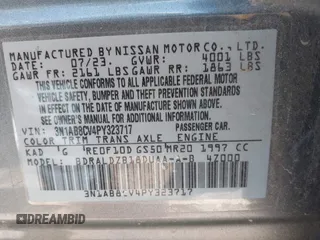 MANUFACTURED BY NISSAN MOTOR CO., LTD.
DATE: 07/23. GVWR: 4001 LBS
GAWR FR: 2161 LBS GAWR RR: 1863 LBS
THIS VEHICLE CONFORMS TO ALL APPLICABLE FEDERAL MOTOR
VEHICLE SAFETY, BUMPER, AND THEFT PREVENTION STANDARDS
IN EFFECT ON THE DATE OF MANUFACTURE SHOWN ABOVE.
VIN: 3N1AB8CV4PY323717 PASSENGER CAR.
COLOR TRIM TRANS AXLE ENGINE
KAD G RE0F10D GS50 MR20 1997 CC
MODEL: 47000
3N1AB8CV4PY323717